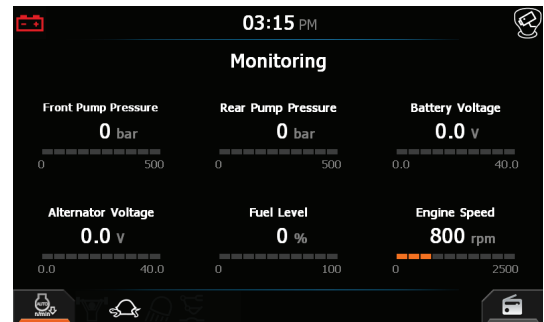 03:15 PM
Monitoring
Front Pump Pressure
0 bar
0 500
Rear Pump Pressure
0 bar
0 500
Battery Voltage
0.0 V
0.0 40.0
Alternator Voltage
0.0 V
0.0 40.0
Fuel Level
0 %
0 100
Engine Speed
800 rpm
0 2500
AUTO
n/min